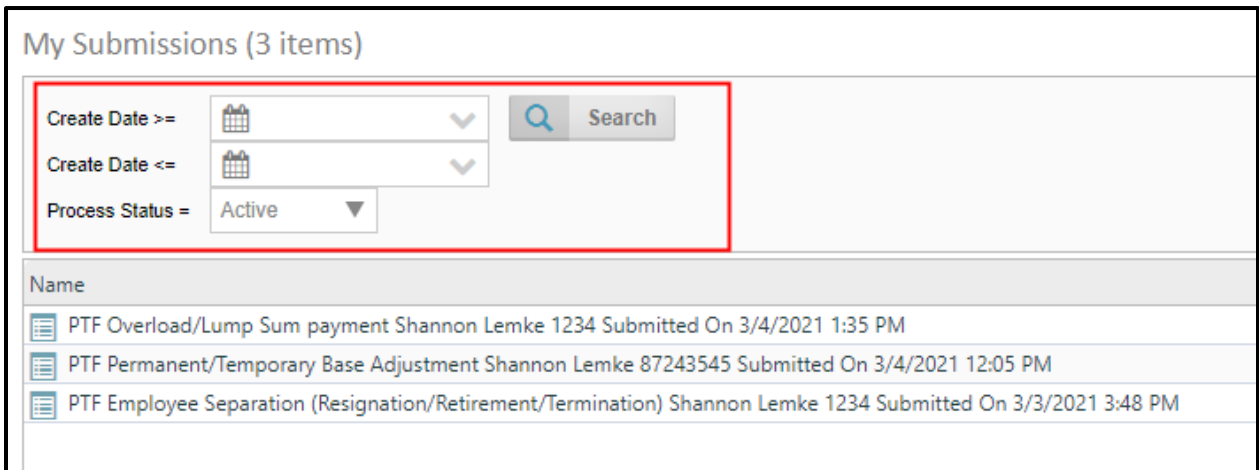 My Submissions (3 items)
Create Date >= Search
Create Date <=
Process Status = Active
Name
PTF Overload/Lump Sum payment Shannon Lemke 1234 Submitted On 3/4/2021 1:35 PM
PTF Permanent/Temporary Base Adjustment Shannon Lemke 87243545 Submitted On 3/4/2021 12:05 PM
PTF Employee Separation (Resignation/Retirement/Termination) Shannon Lemke 1234 Submitted On 3/3/2021 3:48 PM